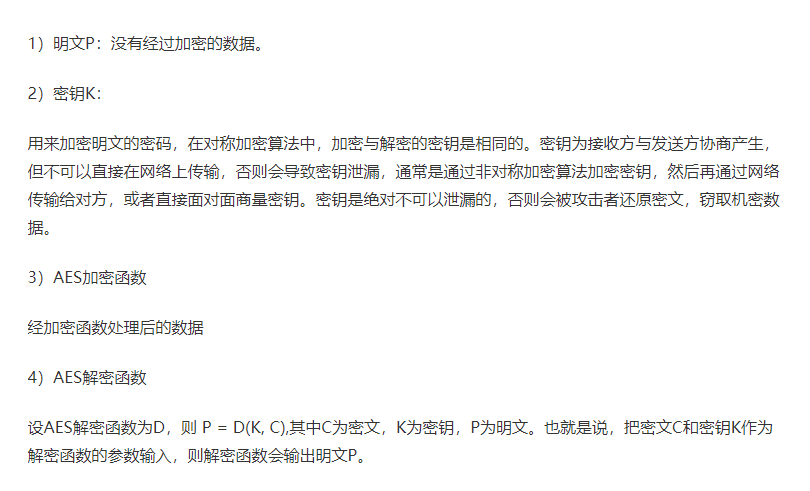 1）明文P：没有经过加密的数据。
2）密钥K：
用来加密明文的密码，在对称加密算法中，加密与解密的密钥是相同的。密钥为接收方与发送方协商产生，
但不可以直接在网络上传输，否则会导致密钥泄漏，通常是通过非对称加密算法加密密钥，然后再通过网络
传输给对方，或者直接面对面商量密钥。密钥是绝对不可以泄漏的，否则会被攻击者还原密文，窃取机密数
据。
3）AES加密函数
经加密函数处理后的数据
4）AES解密函数
设AES解密函数为D，则 P = D(K, C),其中C为密文，K为密钥，P为明文。也就是说，把密文C和密钥K作为
解密函数的参数输入，则解密函数会输出明文P。